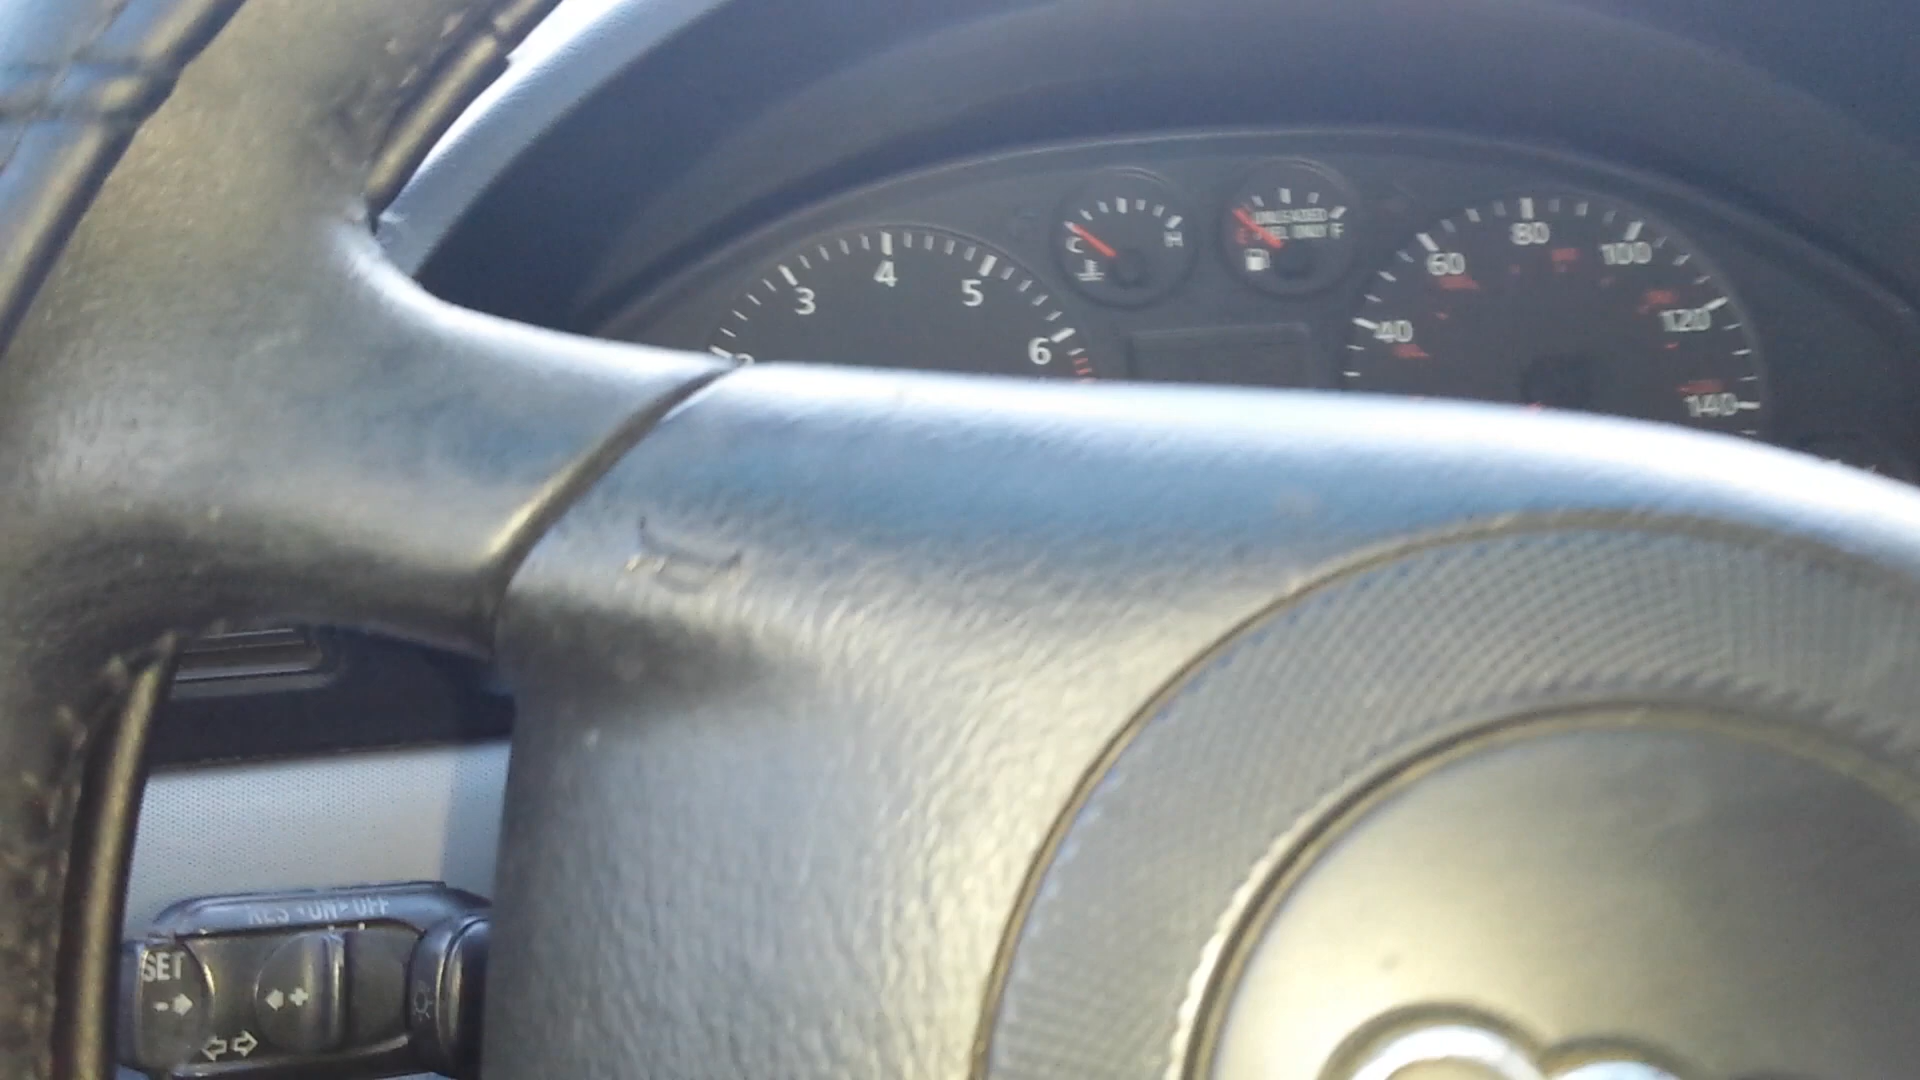 3
4
5
6
C
H
UNLEADED
FUEL ONLY
E
F
40
60
80
100
120
140
RES ON OFF
SET
- +